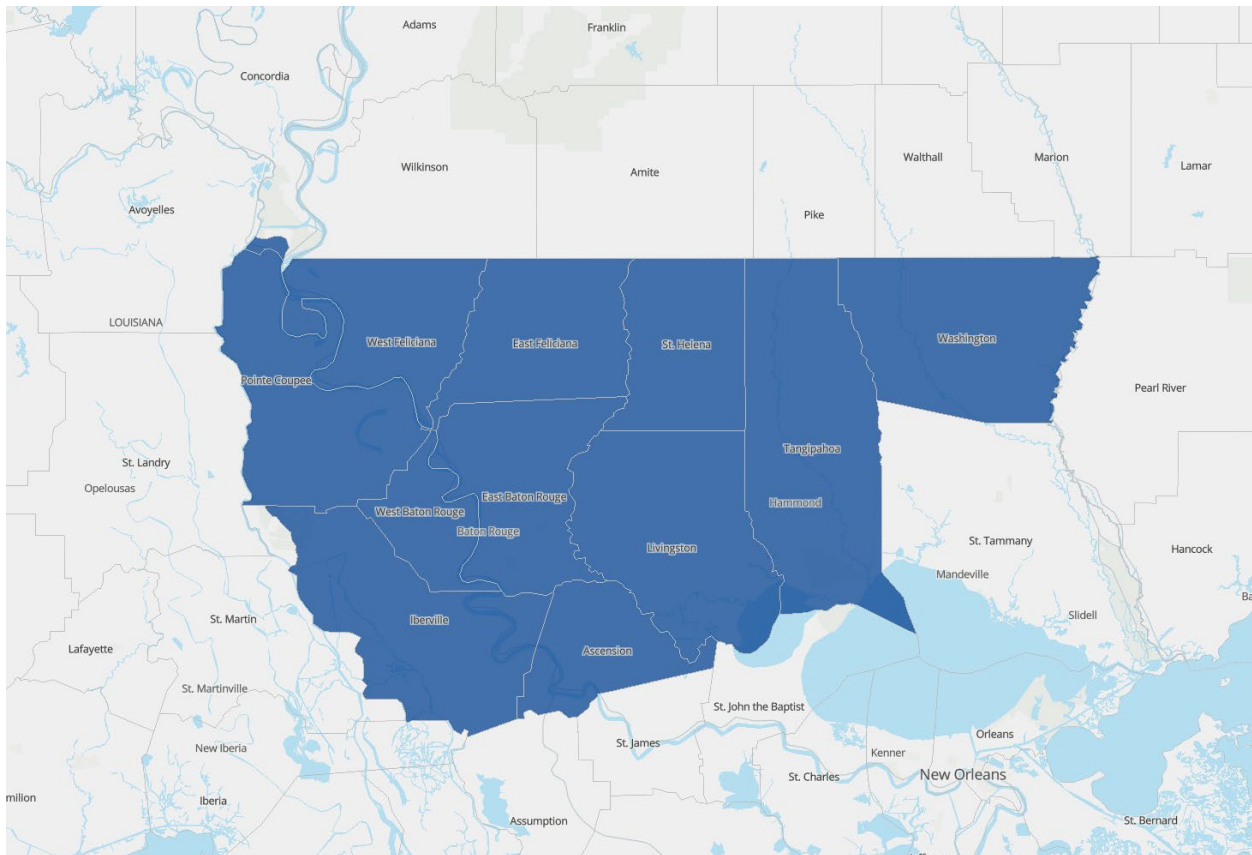 Adams
Franklin
Concordia
Wilkinson
Amite
Walthall
Marion
Lamar
Avoyelles
Pike
LOUISIANA
West Feliciana
East Feliciana
St. Helena
Washington
Pointe Coupee
Pearl River
Tangipahoa
St. Landry
Opelousas
East Baton Rouge
Hammond
West Baton Rouge
Baton Rouge
Livingston
St. Tammany
Hancock
Mandeville
Iberville
St. Martin
Slidell
Lafayette
Ascension
St. Martinville
St. John the Baptist
New Iberia
St. James
Orleans
Kenner
New Orleans
St. Charles
milion
Iberia
Assumption
St. Bernard